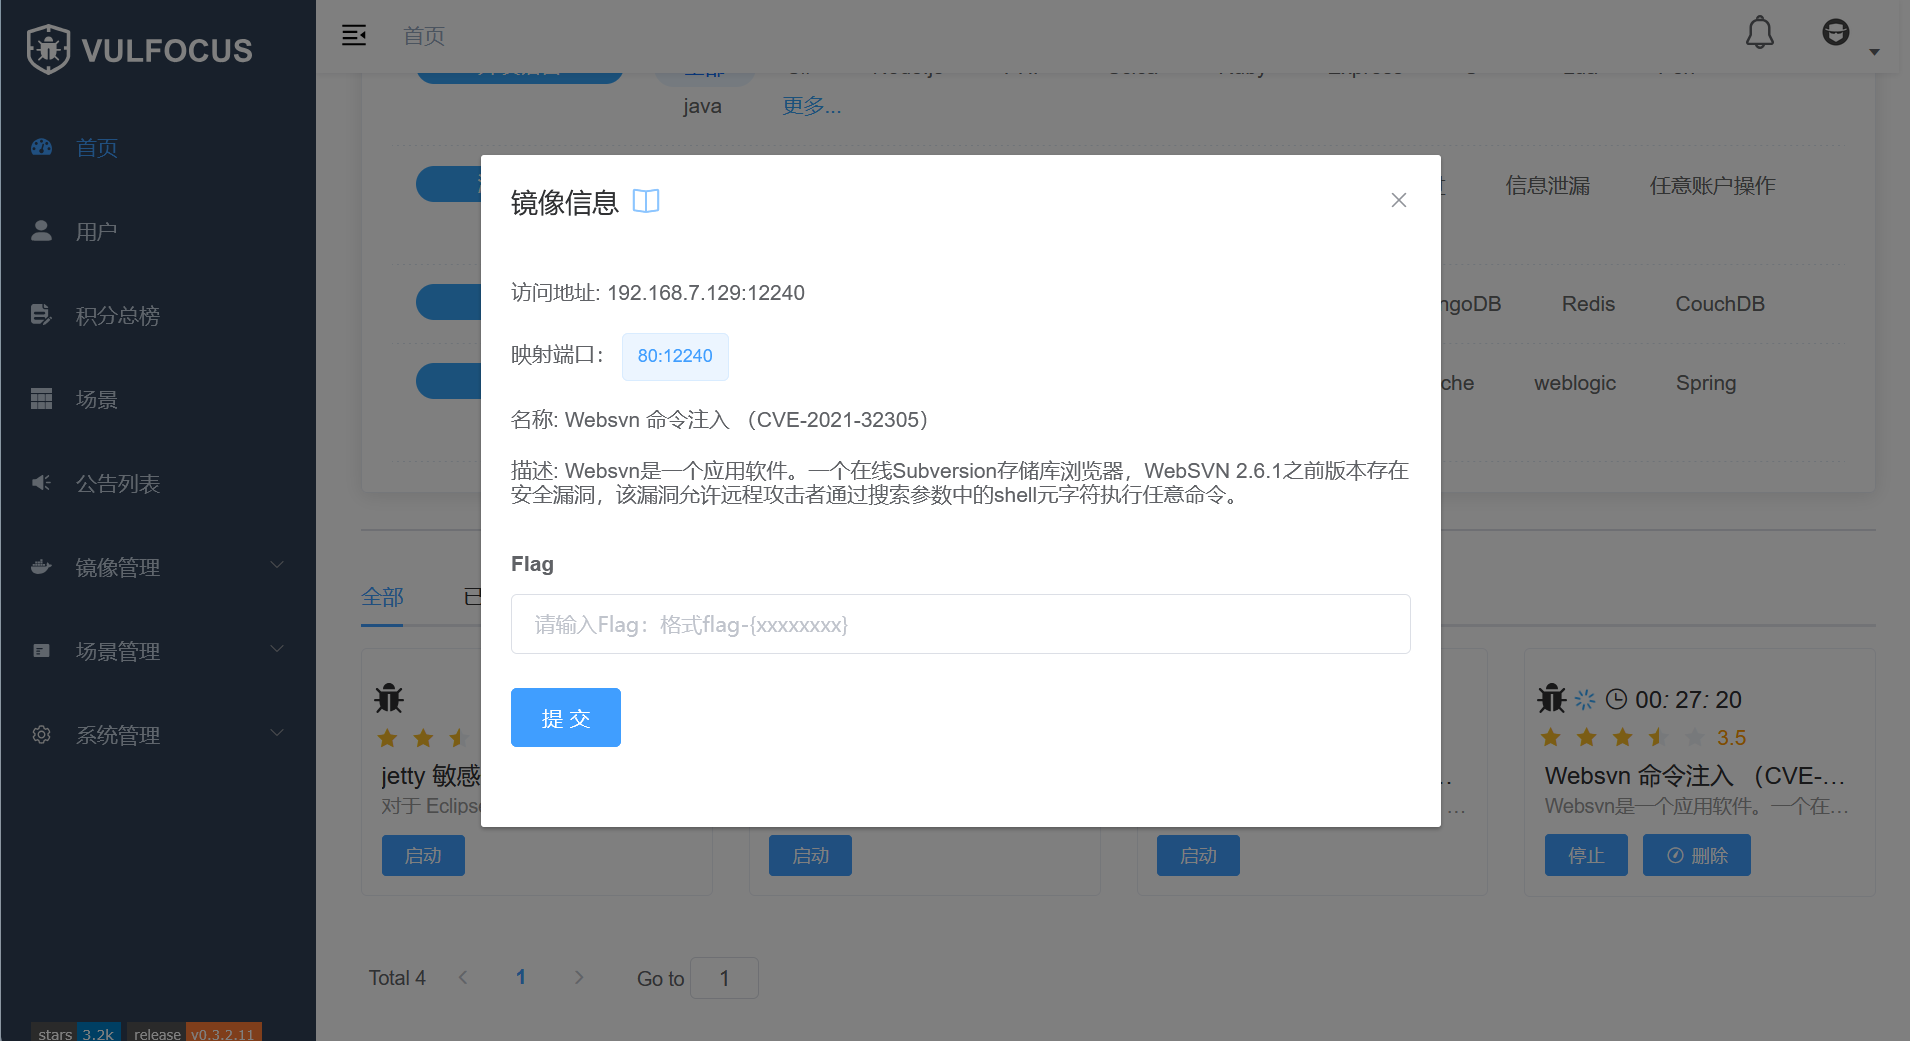 VULFOCUS
首页
用户
积分总榜
场景
公告列表
镜像管理
场景管理
系统管理
stars 3.2k release v0.3.2.11
首页
全部
java 更多...
信息泄漏 任意账户操作
ngoDB Redis CouchDB
che weblogic Spring
镜像信息
访问地址: 192.168.7.129:12240
映射端口： 80:12240
名称: Websvn 命令注入 （CVE-2021-32305）
描述: Websvn是一个应用软件。一个在线Subversion存储库浏览器，WebSVN 2.6.1之前版本存在
安全漏洞，该漏洞允许远程攻击者通过搜索参数中的shell元字符执行任意命令。
Flag
请输入Flag：格式flag-{xxxxxxxx}
提 交
全部 已
jetty 敏感
对于 Eclipse
启动
启动
启动
00: 27: 20
3.5
Websvn 命令注入 （CVE-...
Websvn是一个应用软件。一个在...
停止 删除
Total 4 1 Go to 1